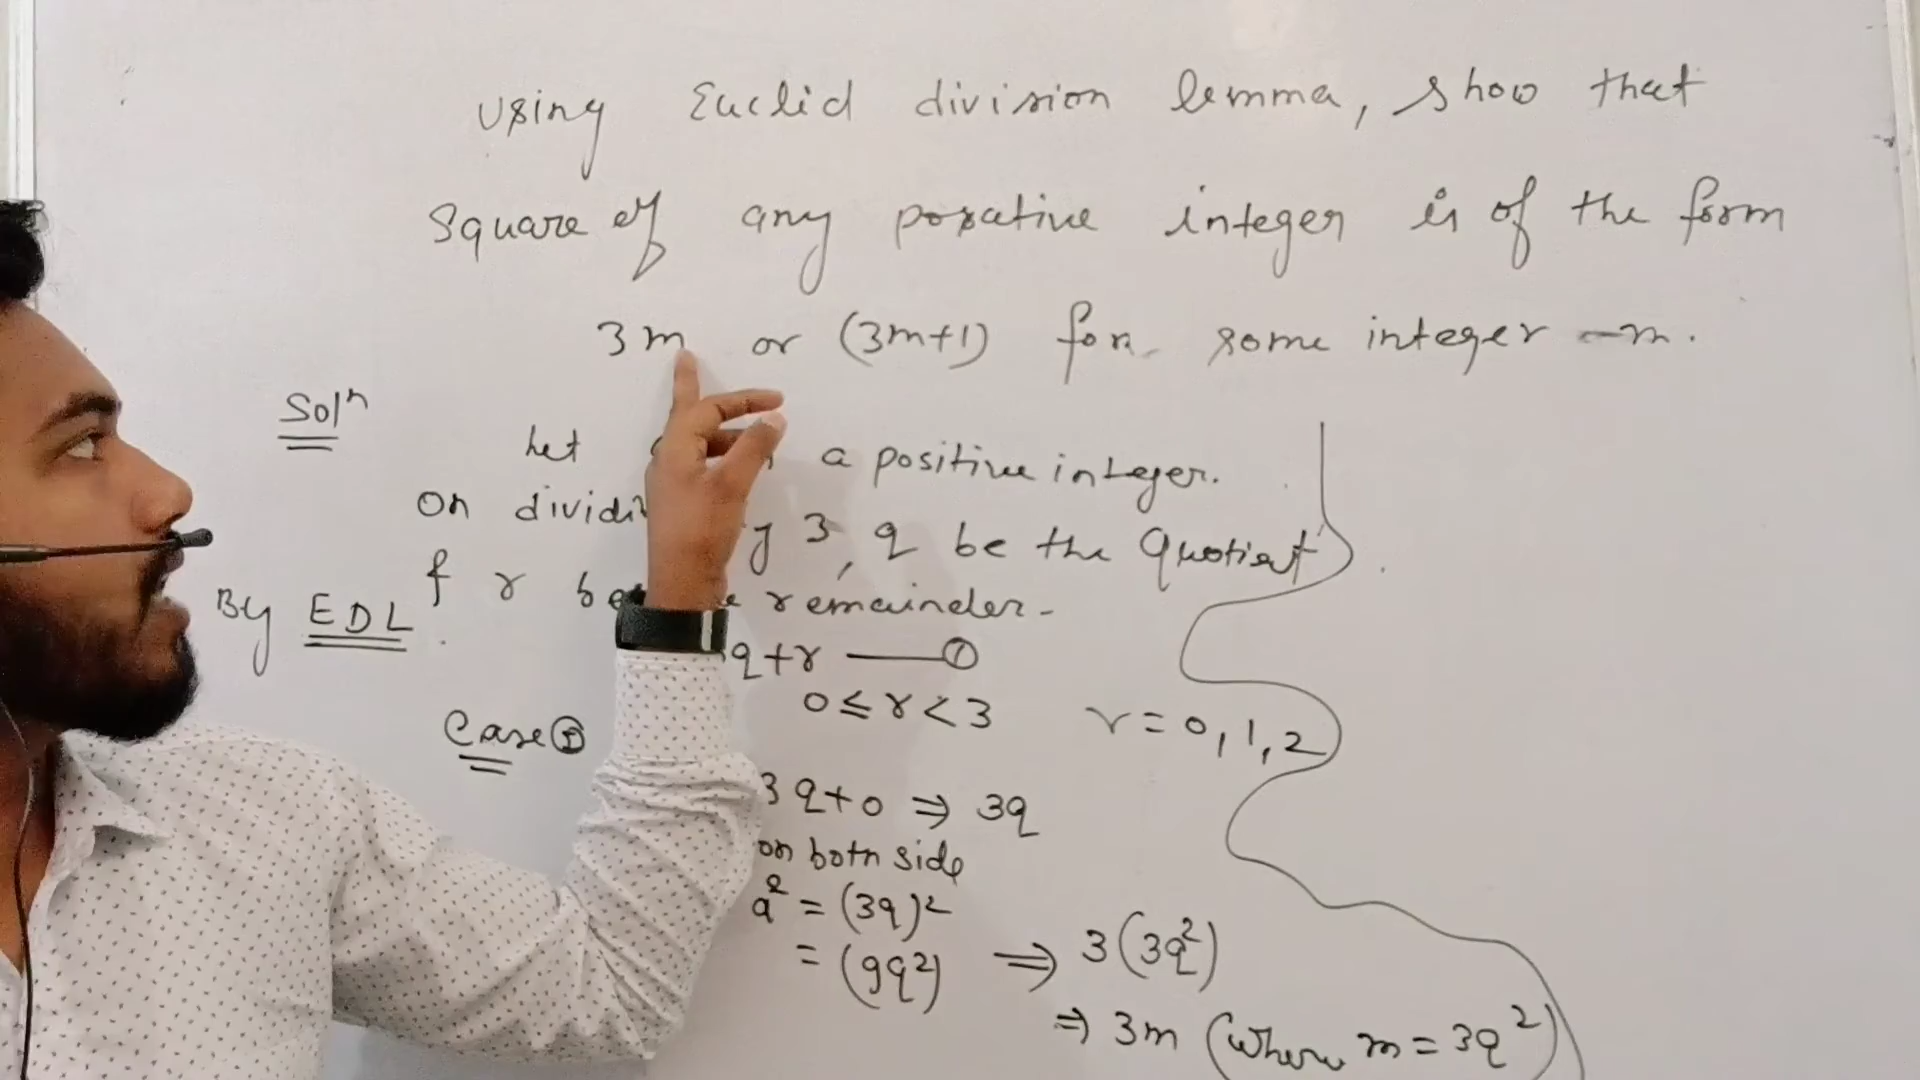 Using Euclid division lemma, show that
Square of any positive integer is of the form
3m or (3m+1) for some integer m.
Solⁿ
Let a positive integer.
on 3, q be the Quotient.
f r remainder-
By EDL.
q+r ——①
0≤r<3 r=0,1,2
Case ①
3q+0 ⇒ 3q
on both side
a² = (3q)²
= (9q²) ⇒ 3(3q²)
⇒ 3m (where m=3q²)